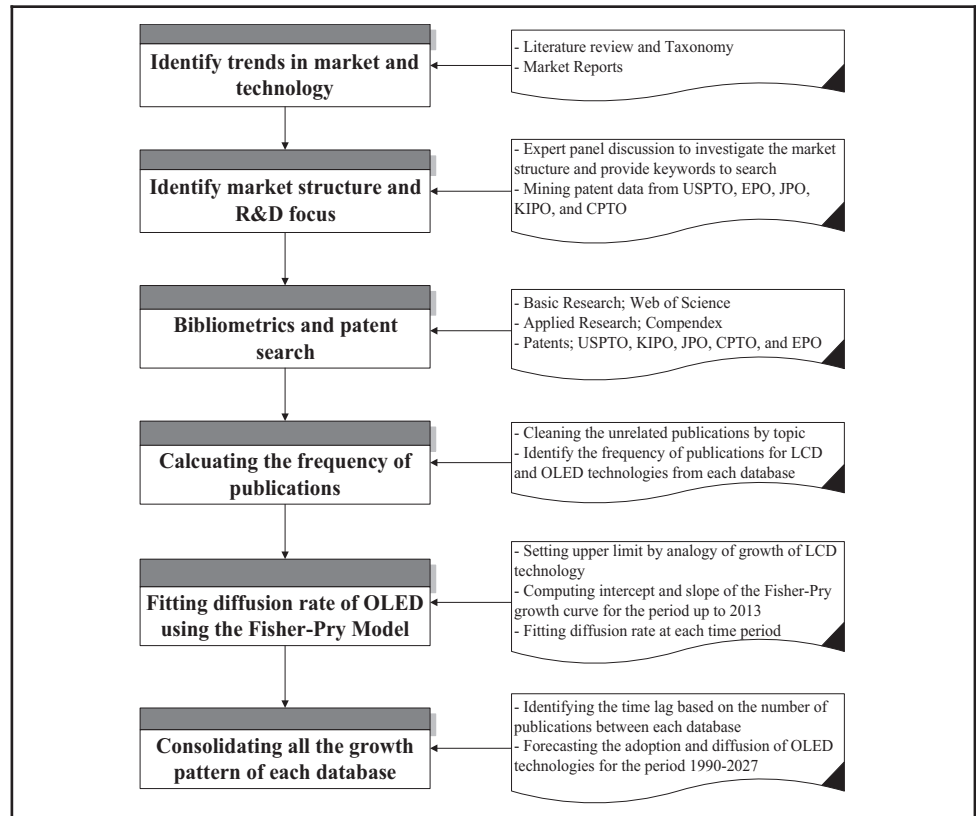 Identify trends in market and
technology
- Literature review and Taxonomy
- Market Reports
Identify market structure and
R&D focus
- Expert panel discussion to investigate the market
structure and provide keywords to search
- Mining patent data from USPTO, EPO, JPO,
KIPO, and CPTO
Bibliometrics and patent
search
- Basic Research; Web of Science
- Applied Research; Compendex
- Patents; USPTO, KIPO, JPO, CPTO, and EPO
Calcuating the frequency of
publications
- Cleaning the unrelated publications by topic
- Identify the frequency of publications for LCD
and OLED technologies from each database
Fitting diffusion rate of OLED
using the Fisher-Pry Model
- Setting upper limit by analogy of growth of LCD
technology
- Computing intercept and slope of the Fisher-Pry
growth curve for the period up to 2013
- Fitting diffusion rate at each time period
Consolidating all the growth
pattern of each database
- Identifying the time lag based on the number of
publications between each database
- Forecasting the adoption and diffusion of OLED
technologies for the period 1990-2027